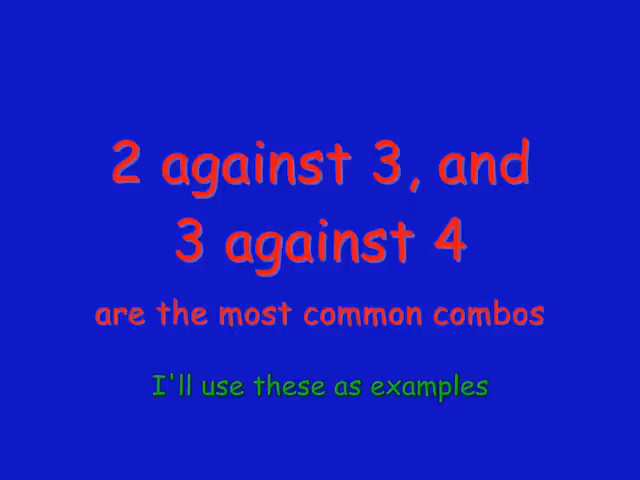 2 against 3, and
3 against 4
are the most common combos
I'll use these as examples